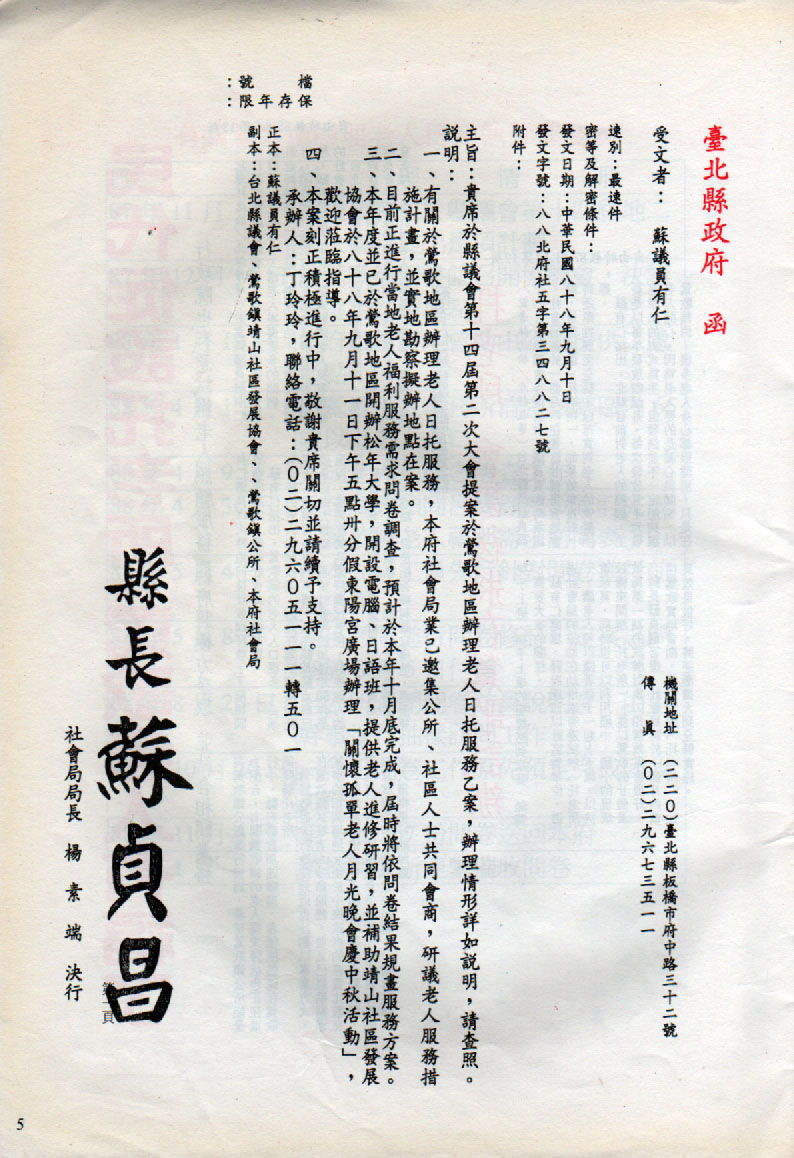 檔　　　號：
保存年限：
臺北縣政府　函
機關地址　(二二０)臺北縣板橋市府中路三十二號
傳　　真　(０二)二九六七三五一一
受文者：　蘇議員有仁
速別：最速件
密等及解密條件：
發文日期：中華民國八十八年九月十日
發文字號　八八北府社五字第三四八八二七號
附件：
主旨：貴席於縣議會第十四屆第二次大會提案於鶯歌地區辦理老人日托服務乙案，辦理情形詳如說明，請查照。
說明：
一、有關於鶯歌地區辦理老人日托服務，本府社會局業已邀集公所、社區人士共同會商，研議老人服務措
施計畫，並實地勘察擬辦地點在案。
二、目前正進行當地老人福利服務需求問卷調查，預計於本年十月底完成，屆時將依問卷結果規畫服務方案。
三、本年度並已於鶯歌地區開辦松年大學，開設電腦、日語班，提供老人進修研習，並補助靖山社區發展
協會於八十八年九月十一日下午五點卅分假東陽宮廣場辦理「關懷孤單老人月光晚會慶中秋活動」，
歡迎蒞臨指導。
四、本案刻正積極進行中，敬謝貴席關切並請續予支持。
承辦人：丁玲玲，聯絡電話：(０二)二九六０五一一　轉五０一
正本：蘇議員有仁
副本：台北縣議會、鶯歌鎮靖山社區發展協會、、鶯歌鎮公所、本府社會局
縣長蘇貞昌
第一頁
社會局局長　楊　素　端　決行
5